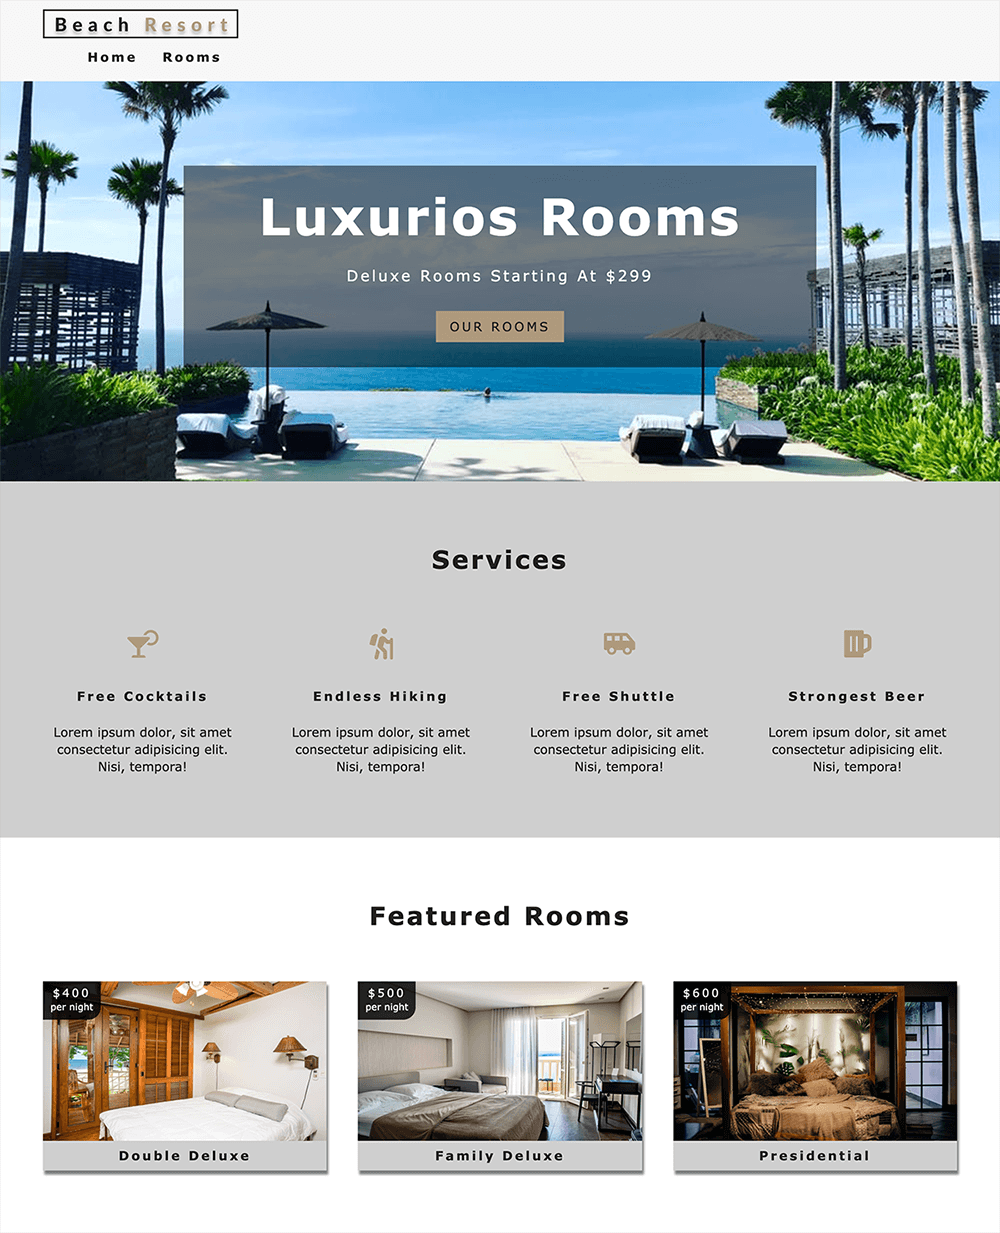 Beach Resort
Home Rooms
Luxurios Rooms
Deluxe Rooms Starting At $299
OUR ROOMS
Services
Free Cocktails
Lorem ipsum dolor, sit amet
consectetur adipisicing elit.
Nisi, tempora!
Endless Hiking
Lorem ipsum dolor, sit amet
consectetur adipisicing elit.
Nisi, tempora!
Free Shuttle
Lorem ipsum dolor, sit amet
consectetur adipisicing elit.
Nisi, tempora!
Strongest Beer
Lorem ipsum dolor, sit amet
consectetur adipisicing elit.
Nisi, tempora!
Featured Rooms
$400
per night
Double Deluxe
$500
per night
Family Deluxe
$600
per night
Presidential